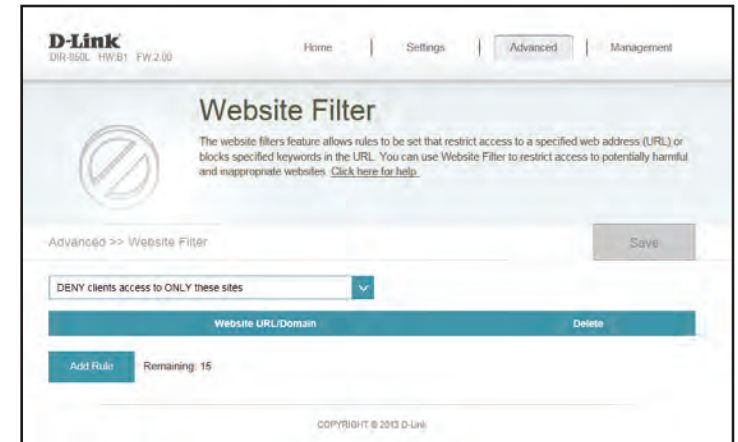 D-Link
DIR-850L HW:B1 FW:2.00
Home | Settings | Advanced | Management
Website Filter
The website filters feature allows rules to be set that restrict access to a specified web address (URL) or
blocks specified keywords in the URL. You can use Website Filter to restrict access to potentially harmful
and inappropriate websites. Click here for help.
Advanced >> Website Filter
Save
DENY clients access to ONLY these sites
Website URL/Domain Delete
Add Rule Remaining: 15
COPYRIGHT © 2013 D-Link